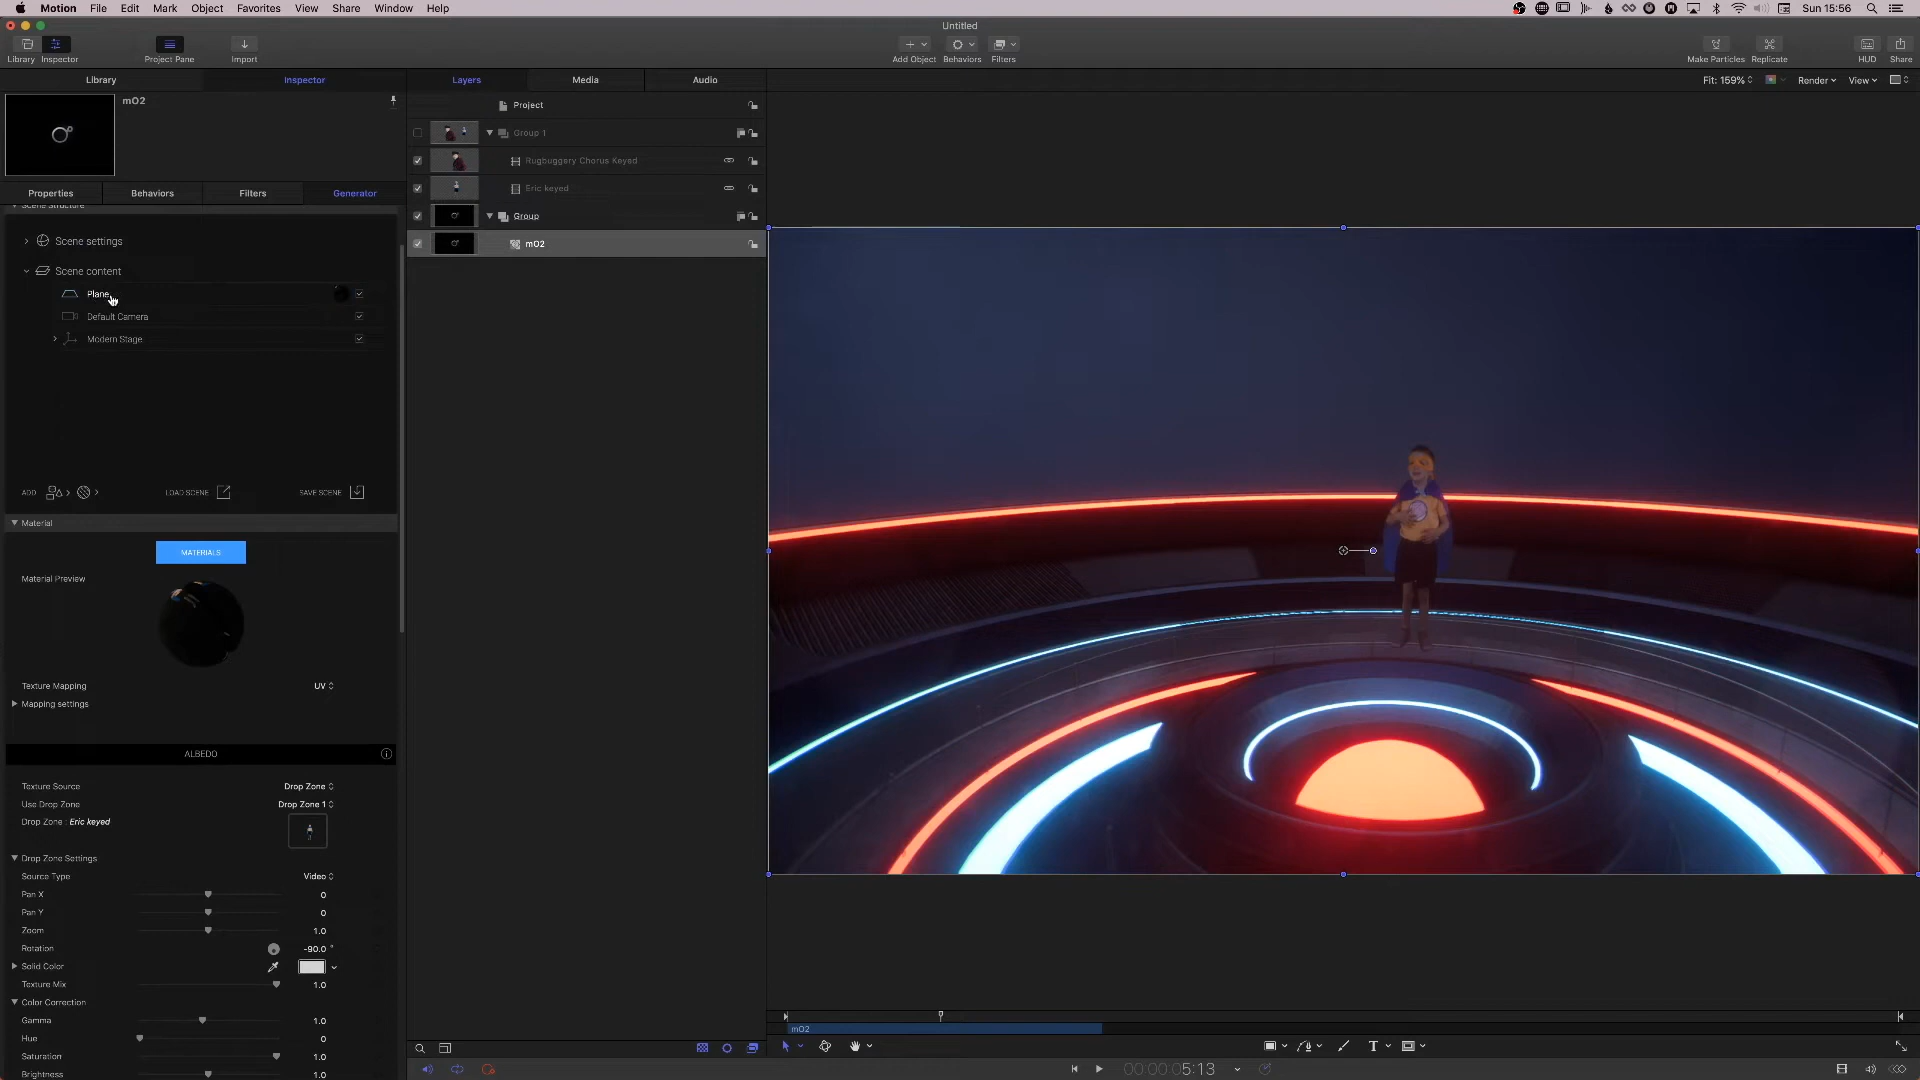 Motion File Edit Mark Object Favorites View Share Window Help Sun 15:56
Untitled
Library Inspector Project Pane Import Add Object Behaviors Filters Make Particles Replicate HUD Share
Library Inspector Layers Media Audio Fit: 159% Render View
mO2
Properties Behaviors Filters Generator
Scene Structure
Scene settings
Scene content
Plane
Default Camera
Modern Stage
ADD LOAD SCENE SAVE SCENE
Material
MATERIALS
Material Preview
Texture Mapping UV
Mapping settings
ALBEDO
Texture Source Drop Zone
Use Drop Zone Drop Zone 1
Drop Zone : Eric keyed
Drop Zone Settings
Source Type Video
Pan X 0
Pan Y 0
Zoom 1.0
Rotation -90.0 °
Solid Color
Texture Mix 1.0
Color Correction
Gamma 1.0
Hue 0
Saturation 1.0
Brightness 1.0
Project
Group 1
Rugbuggery Chorus Keyed
Eric keyed
Group
mO2
mO2
T
00:00:05:13